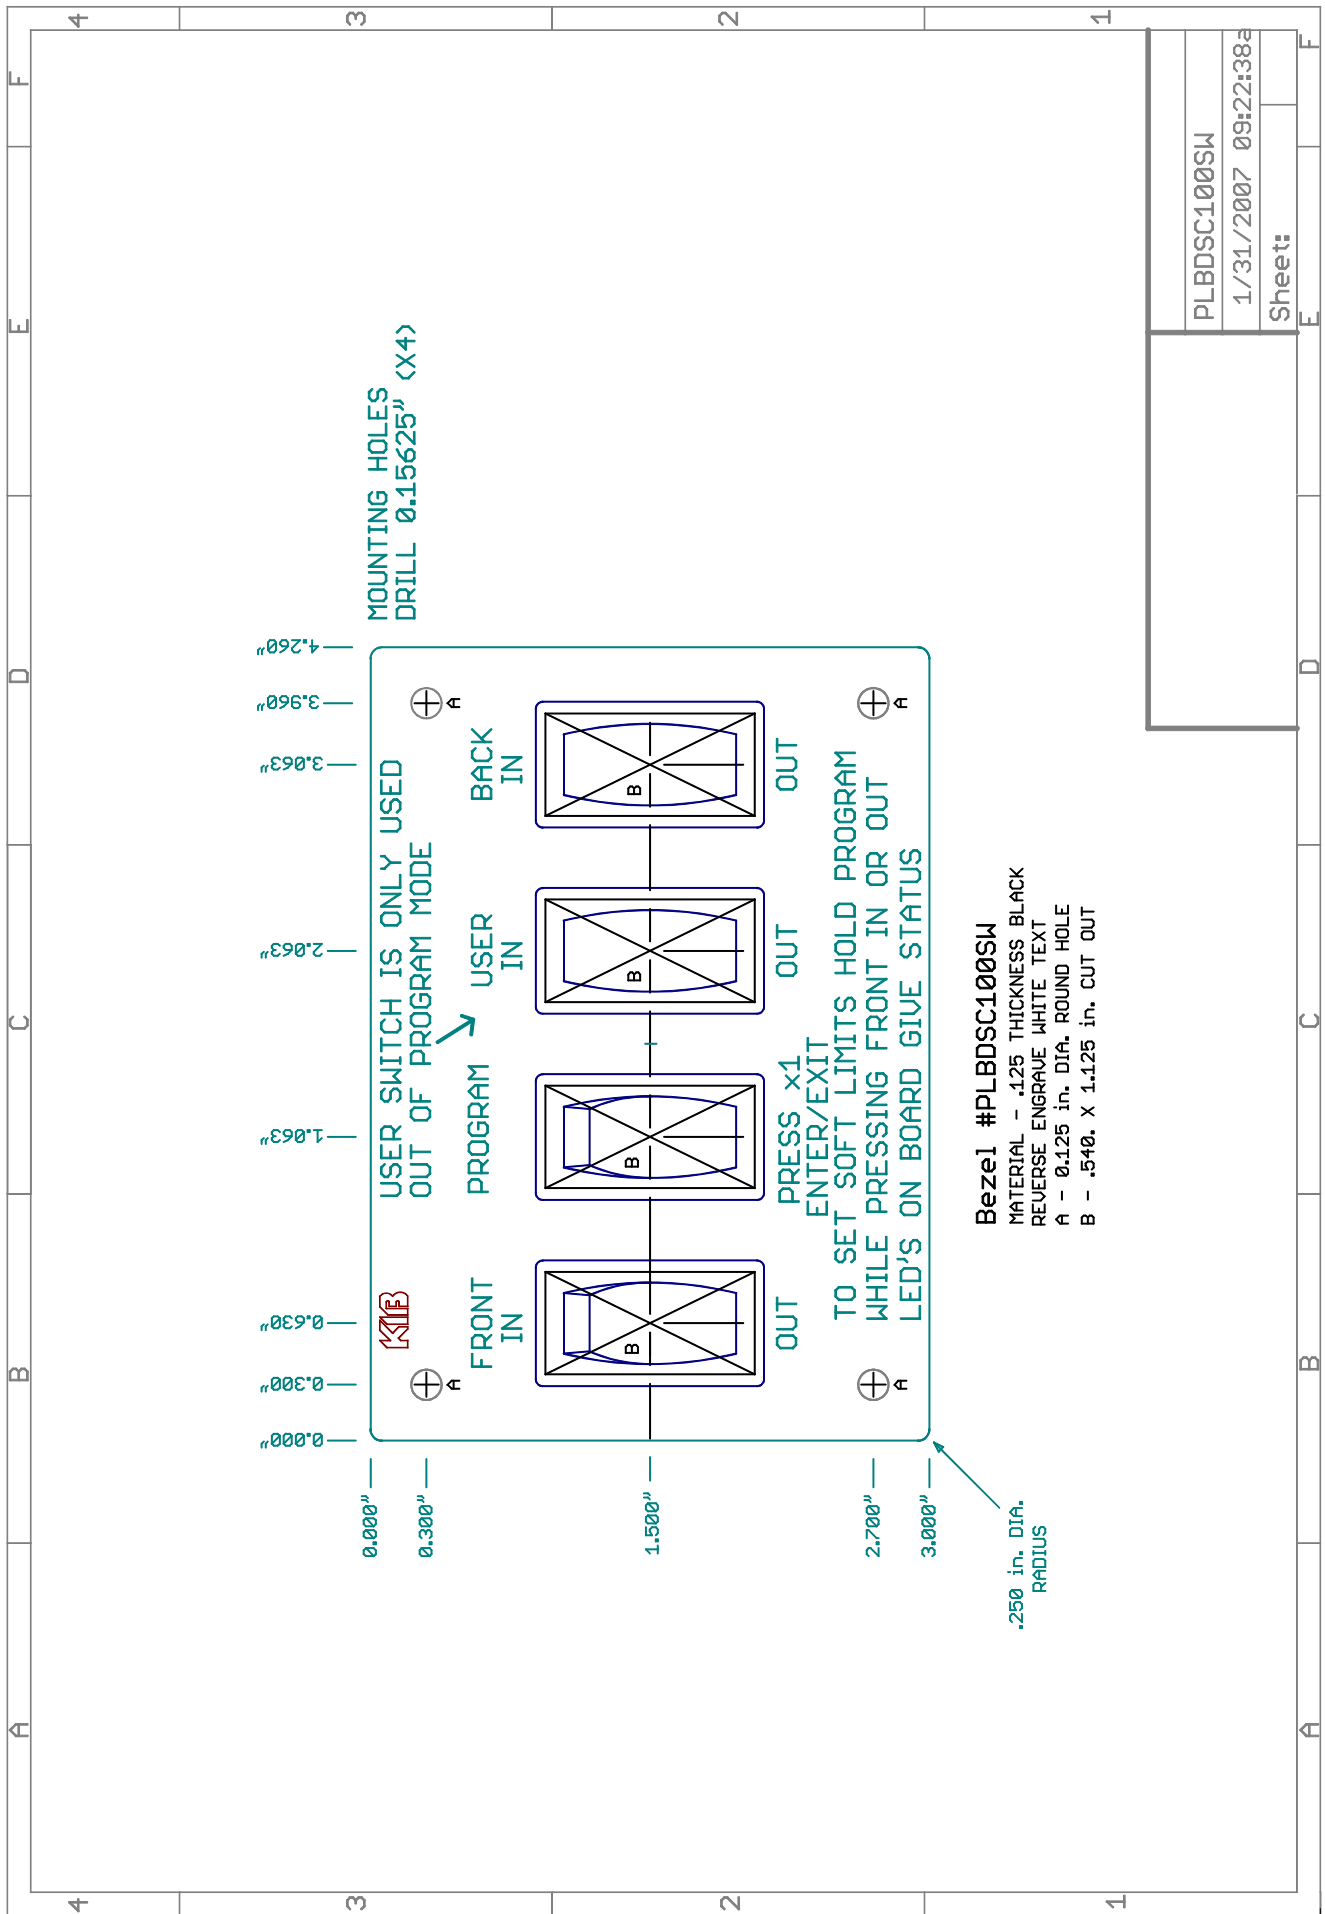 F
E
D
C
B
A
4
3
2
1
MOUNTING HOLES
DRILL 0.15625" (X4)
0.000"
0.300"
0.630"
1.063"
2.063"
3.063"
3.960"
4.260"
0.000"
0.300"
1.500"
2.700"
3.000"
KIB
USER SWITCH IS ONLY USED
OUT OF PROGRAM MODE
A
A
FRONT
IN
PROGRAM
USER
IN
BACK
IN
B
B
B
B
OUT
PRESS x1
ENTER/EXIT
OUT
OUT
TO SET SOFT LIMITS HOLD PROGRAM
WHILE PRESSING FRONT IN OR OUT
LED'S ON BOARD GIVE STATUS
A
A
.250 in. DIA.
RADIUS
Bezel #PLBDSC100SW
MATERIAL - .125 THICKNESS BLACK
REVERSE ENGRAVE WHITE TEXT
A - 0.125 in. DIA. ROUND HOLE
B - .540. X 1.125 in. CUT OUT
PLBDSC100SW
1/31/2007 09:22:38a
Sheet:
4
3
2
1
A
B
C
D
E
F